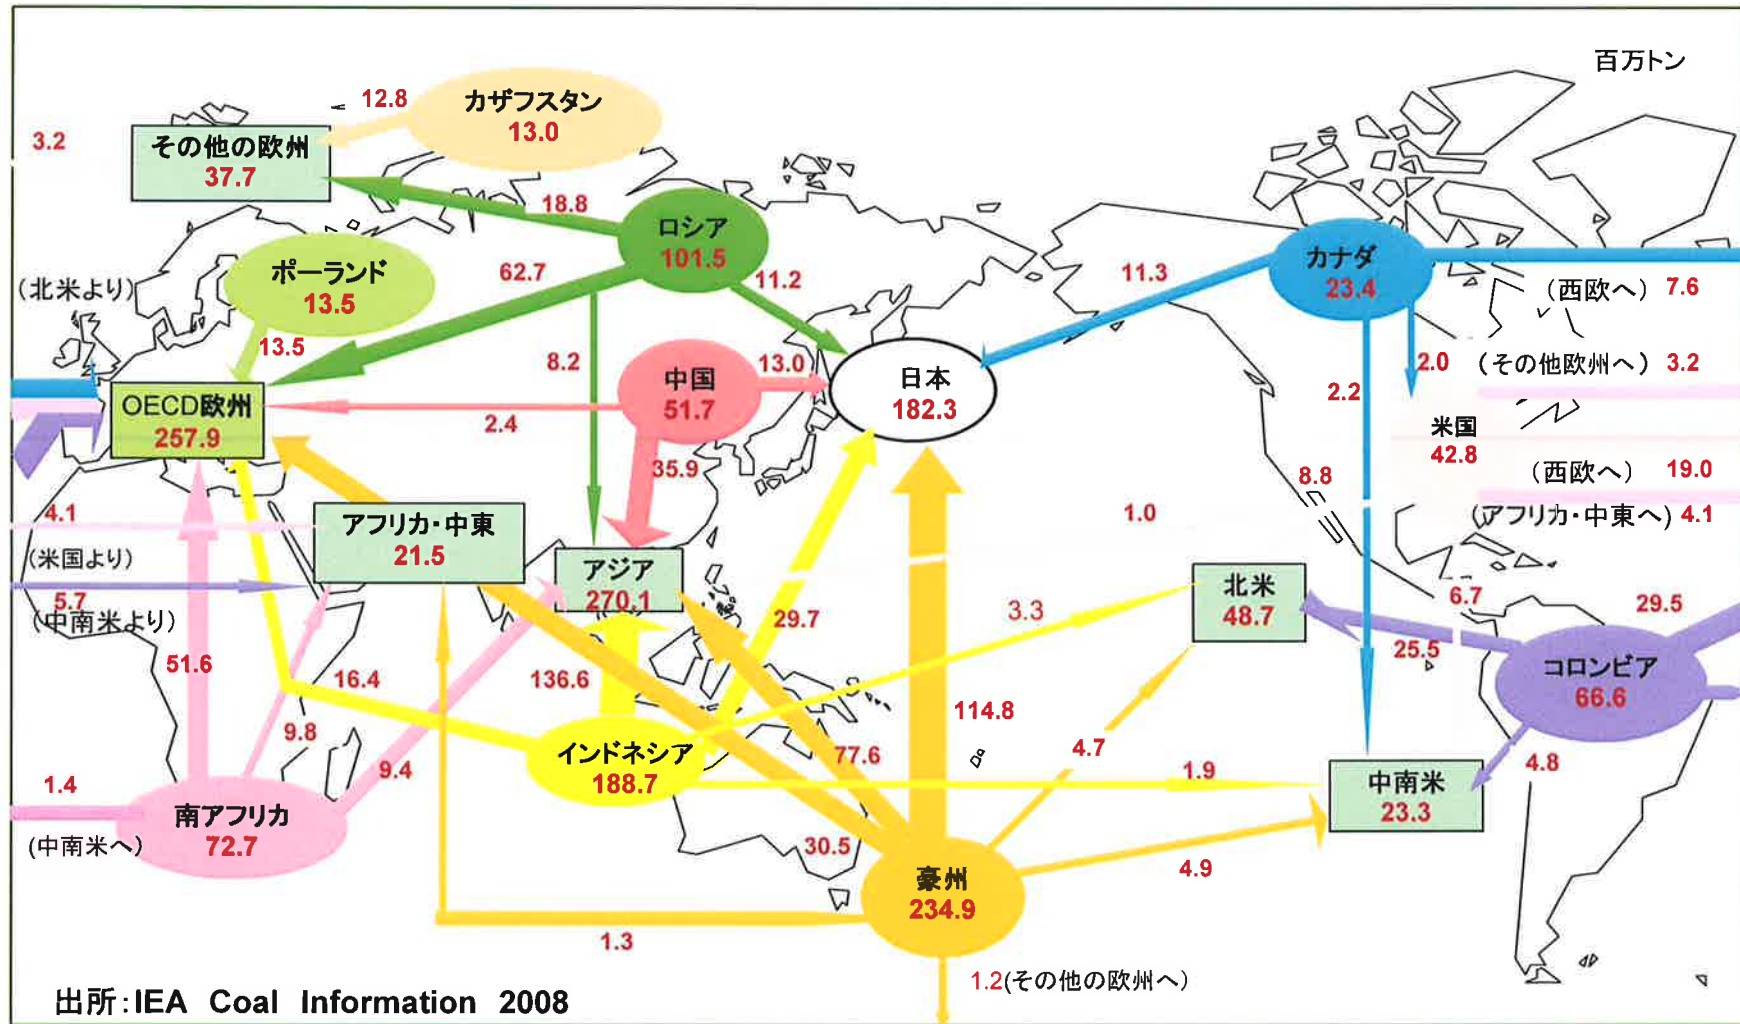 百万トン
カザフスタン
13.0
12.8
3.2
その他の欧州
37.7
18.8
ロシア
101.5
62.7
11.2
ポーランド
13.5
13.5
(北米より)
カナダ
23.4
11.3
(西欧へ) 7.6
(その他欧州へ) 3.2
2.0
2.2
8.2
中国
51.7
13.0
日本
182.3
OECD欧州
257.9
2.4
35.9
米国
42.8
(西欧へ) 19.0
(アフリカ・中東へ) 4.1
8.8
1.0
4.1
アフリカ・中東
21.5
(米国より)
5.7
(中南米より)
アジア
270.1
29.7
3.3
北米
48.7
6.7
29.5
25.5
コロンビア
66.6
51.6
16.4
136.6
9.8
9.4
114.8
77.6
4.7
インドネシア
188.7
1.9
中南米
23.3
4.8
1.4
南アフリカ
72.7
(中南米へ)
30.5
豪州
234.9
4.9
1.3
1.2(その他の欧州へ)
出所:IEA Coal Information 2008